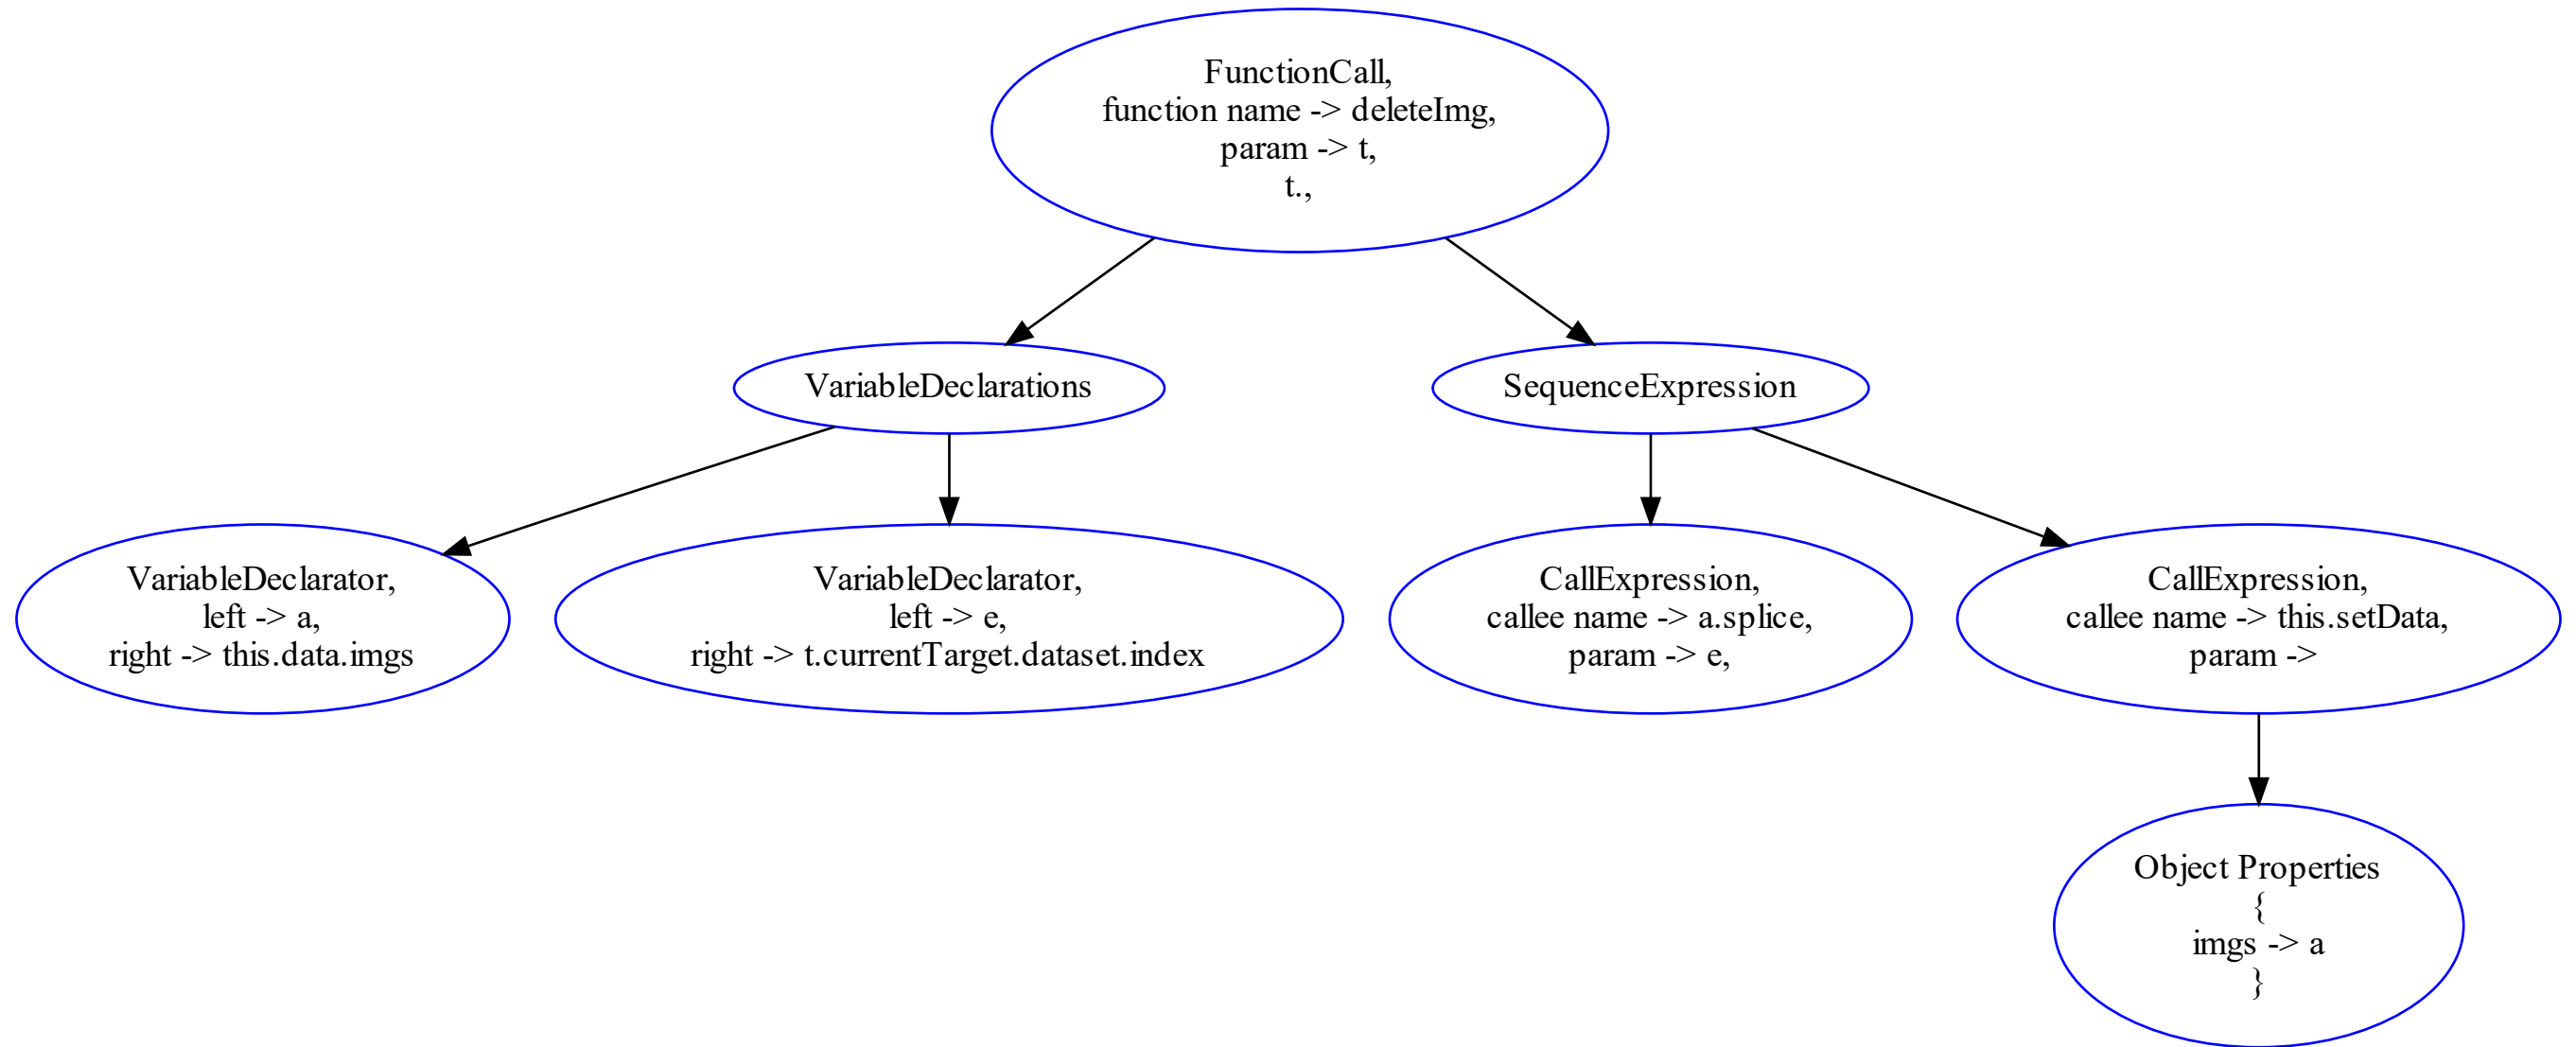 FunctionCall,
function name -> deleteImg,
param -> t,
t.,
VariableDeclarations
SequenceExpression
VariableDeclarator,
left -> a,
right -> this.data.imgs
VariableDeclarator,
left -> e,
right -> t.currentTarget.dataset.index
CallExpression,
callee name -> a.splice,
param -> e,
CallExpression,
callee name -> this.setData,
param ->
Object Properties
{
imgs -> a
}